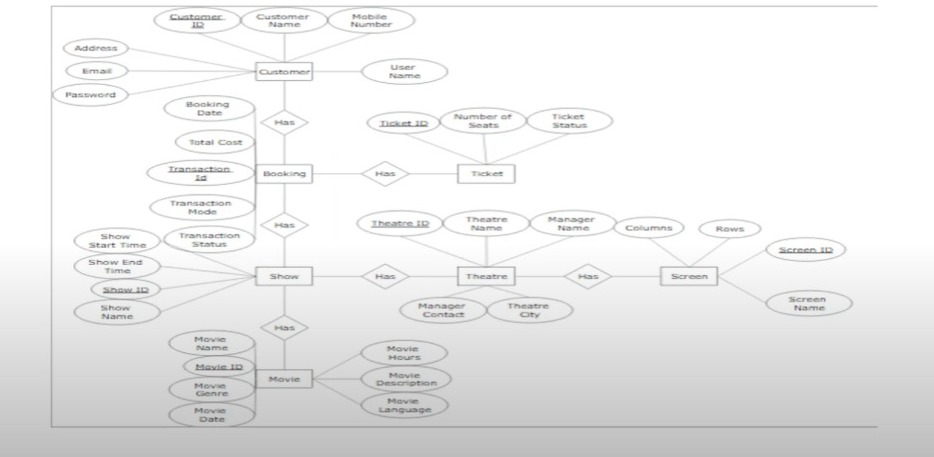 Customer
ID
Customer
Name
Mobile
Number
Address
Email
Password
Customer
User
Name
Booking
Date
Total Cost
Transaction
Id
Transaction
Mode
Transaction
Status
Has
Booking
Has
Ticket ID
Number of
Seats
Ticket
Status
Ticket
Has
Show
Start Time
Show End
Time
Show ID
Show
Name
Show
Has
Theatre ID
Theatre
Name
Manager
Name
Theatre
Manager
Contact
Theatre
City
Has
Columns
Rows
Screen ID
Screen
Screen
Name
Has
Movie
Name
Movie ID
Movie
Genre
Movie
Date
Movie
Movie
Hours
Movie
Description
Movie
Language